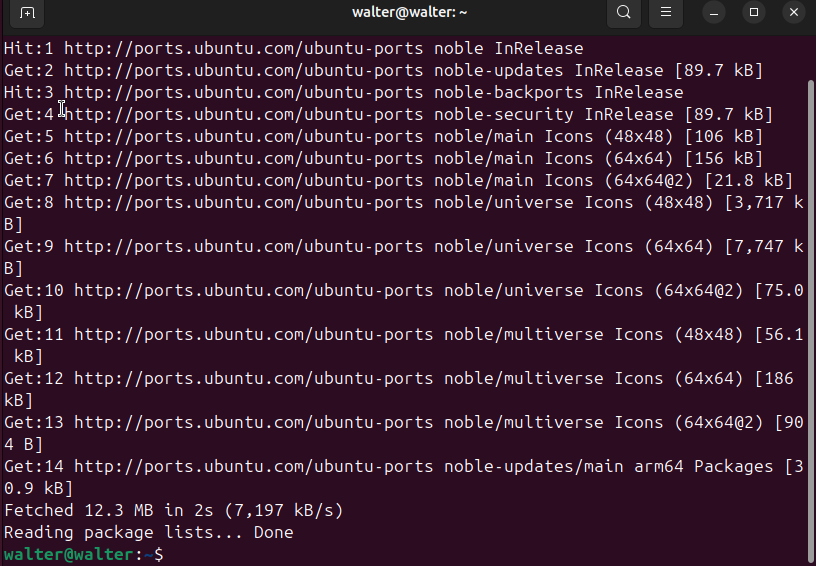 walter@walter: ~
Hit:1 http://ports.ubuntu.com/ubuntu-ports noble InRelease
Get:2 http://ports.ubuntu.com/ubuntu-ports noble-updates InRelease [89.7 kB]
Hit:3 http://ports.ubuntu.com/ubuntu-ports noble-backports InRelease
Get:4 http://ports.ubuntu.com/ubuntu-ports noble-security InRelease [89.7 kB]
Get:5 http://ports.ubuntu.com/ubuntu-ports noble/main Icons (48x48) [106 kB]
Get:6 http://ports.ubuntu.com/ubuntu-ports noble/main Icons (64x64) [156 kB]
Get:7 http://ports.ubuntu.com/ubuntu-ports noble/main Icons (64x64@2) [21.8 kB]
Get:8 http://ports.ubuntu.com/ubuntu-ports noble/universe Icons (48x48) [3,717 k
B]
Get:9 http://ports.ubuntu.com/ubuntu-ports noble/universe Icons (64x64) [7,747 k
B]
Get:10 http://ports.ubuntu.com/ubuntu-ports noble/universe Icons (64x64@2) [75.0
 kB]
Get:11 http://ports.ubuntu.com/ubuntu-ports noble/multiverse Icons (48x48) [56.1
 kB]
Get:12 http://ports.ubuntu.com/ubuntu-ports noble/multiverse Icons (64x64) [186
kB]
Get:13 http://ports.ubuntu.com/ubuntu-ports noble/multiverse Icons (64x64@2) [90
4 B]
Get:14 http://ports.ubuntu.com/ubuntu-ports noble-updates/main arm64 Packages [3
0.9 kB]
Fetched 12.3 MB in 2s (7,197 kB/s)
Reading package lists... Done
walter@walter:~$